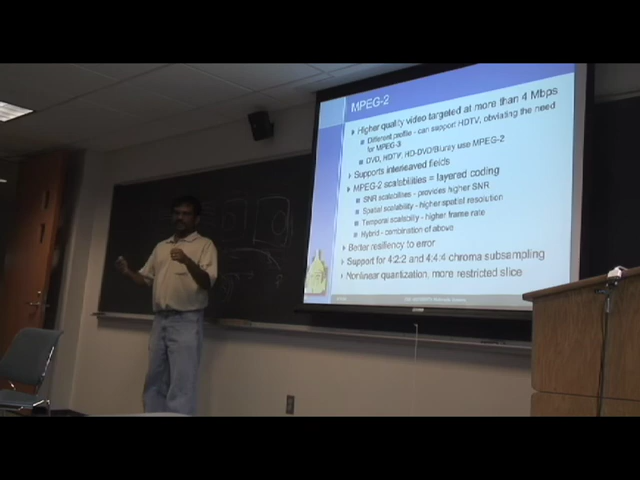 MPEG-2
Higher quality video targeted at more than 4 Mbps
Different profile - can support HDTV, obviating the need
for MPEG-3
DVD, HDTV, HD-DVD/Bluray use MPEG-2
Supports interleaved fields
MPEG-2 scalabilities = layered coding
SNR scalabilities - provides higher SNR
Spatial scalability - higher spatial resolution
Temporal scalability - higher frame rate
Hybrid - combination of above
Better resiliency to error
Support for 4:2:2 and 4:4:4 chroma subsampling
Nonlinear quantization, more restricted slice